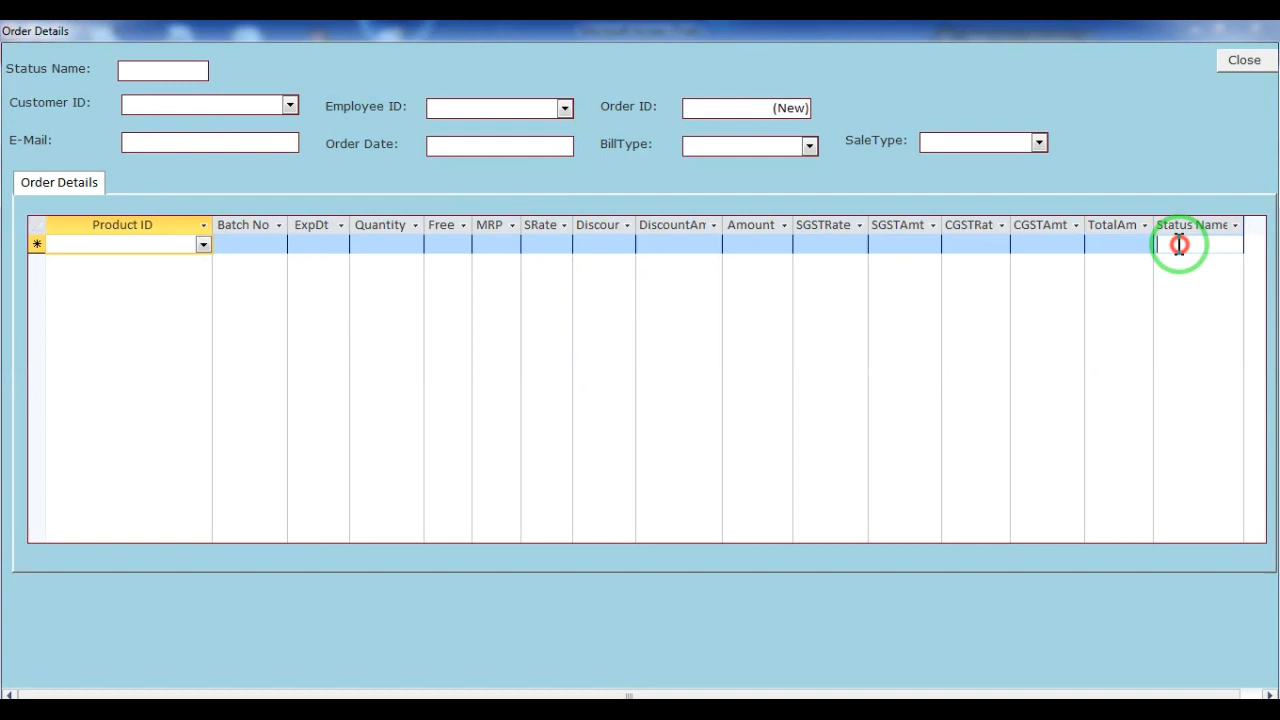 Order Details
Close
Status Name:
Customer ID:
Employee ID:
Order ID:
(New)
E-Mail:
Order Date:
BillType:
SaleType:
Order Details
Product ID Batch No ExpDt Quantity Free MRP SRate Discour DiscountAm Amount SGSTRate SGSTAmt CGSTRat CGSTAmt TotalAm Status Name